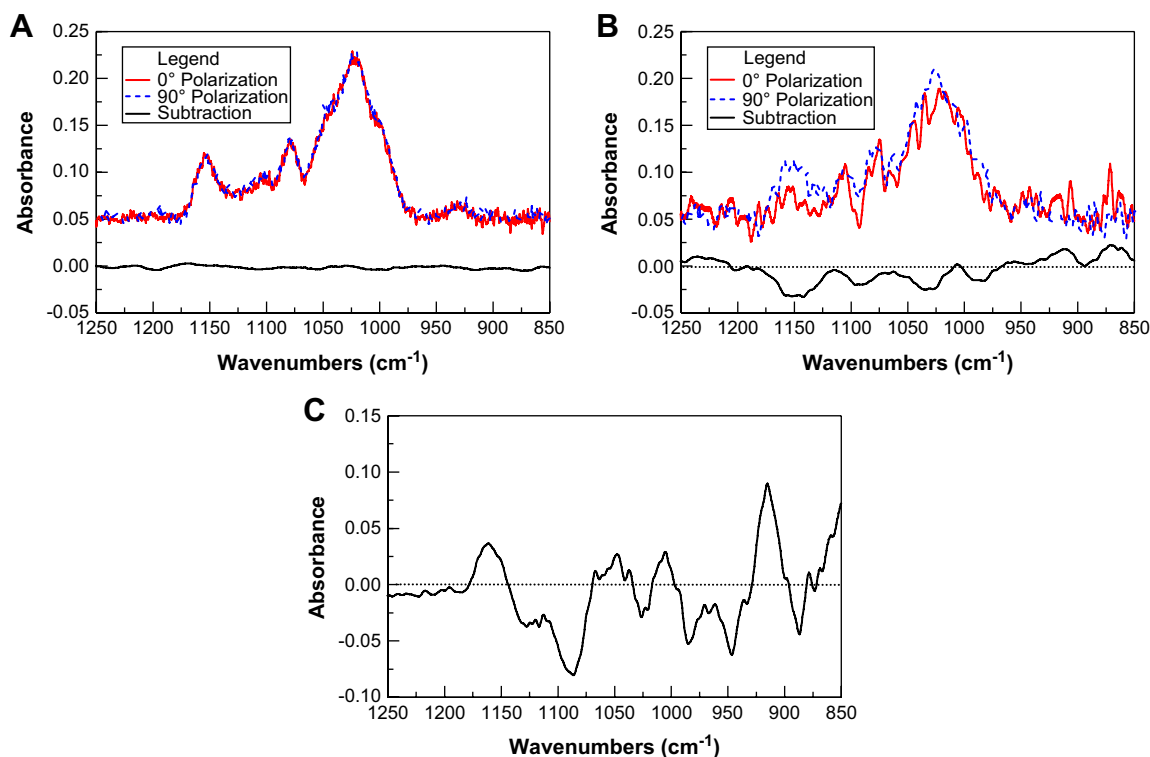 A
Absorbance
0.25
0.20
0.15
0.10
0.05
0.00
-0.05
Legend
0° Polarization
90° Polarization
Subtraction
1250 1200 1150 1100 1050 1000 950 900 850
Wavenumbers (cm-1)
B
Absorbance
0.25
0.20
0.15
0.10
0.05
0.00
-0.05
Legend
0° Polarization
90° Polarization
Subtraction
1250 1200 1150 1100 1050 1000 950 900 850
Wavenumbers (cm-1)
C
Absorbance
0.15
0.10
0.05
0.00
-0.05
-0.10
1250 1200 1150 1100 1050 1000 950 900 850
Wavenumbers (cm-1)